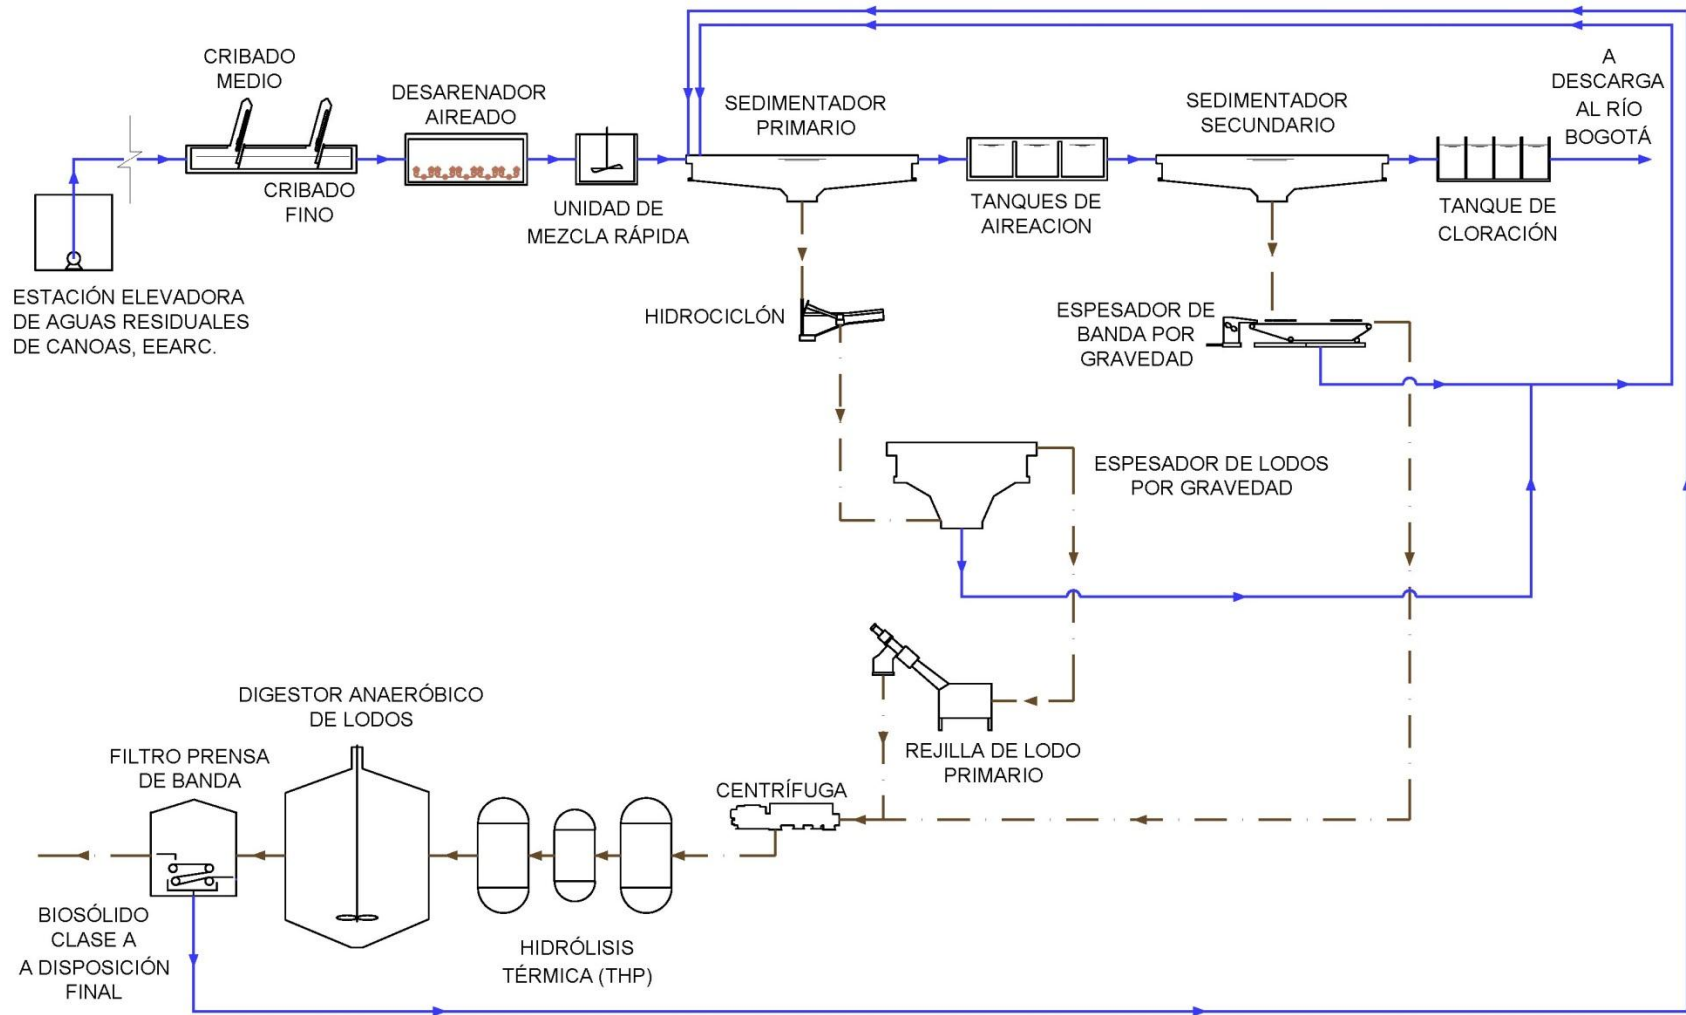 CRIBADO
MEDIO
CRIBADO
FINO
DESARENADOR
AIREADO
UNIDAD DE
MEZCLA RÁPIDA
SEDIMENTADOR
PRIMARIO
TANQUES DE
AIREACION
SEDIMENTADOR
SECUNDARIO
A
DESCARGA
AL RÍO
BOGOTÁ
TANQUE DE
CLORACIÓN
ESTACIÓN ELEVADORA
DE AGUAS RESIDUALES
DE CANOAS, EEARC.
HIDROCICLÓN
ESPESADOR DE
BANDA POR
GRAVEDAD
ESPESADOR DE LODOS
POR GRAVEDAD
REJILLA DE LODO
PRIMARIO
CENTRÍFUGA
DIGESTOR ANAERÓBICO
DE LODOS
FILTRO PRENSA
DE BANDA
HIDRÓLISIS
TÉRMICA (THP)
BIOSÓLIDO
CLASE A
A DISPOSICIÓN
FINAL